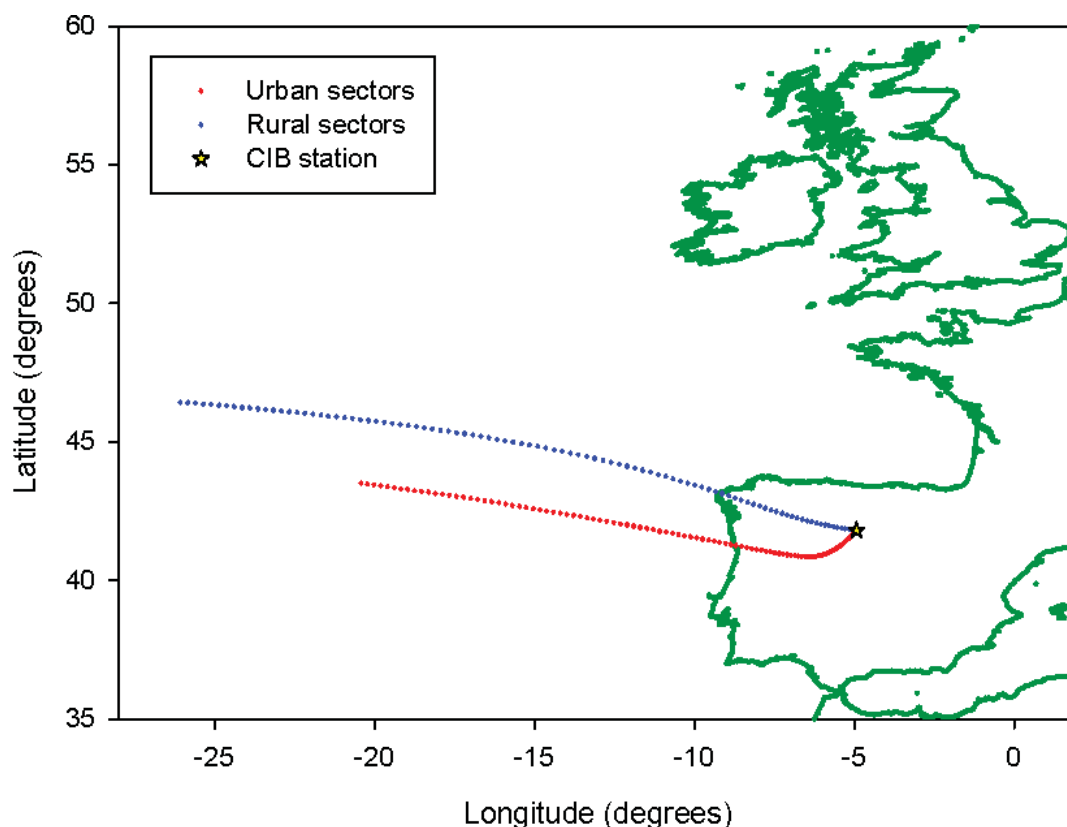 Urban sectors
Rural sectors
CIB station
60
55
50
45
40
35
Latitude (degrees)
-25
-20
-15
-10
-5
0
Longitude (degrees)